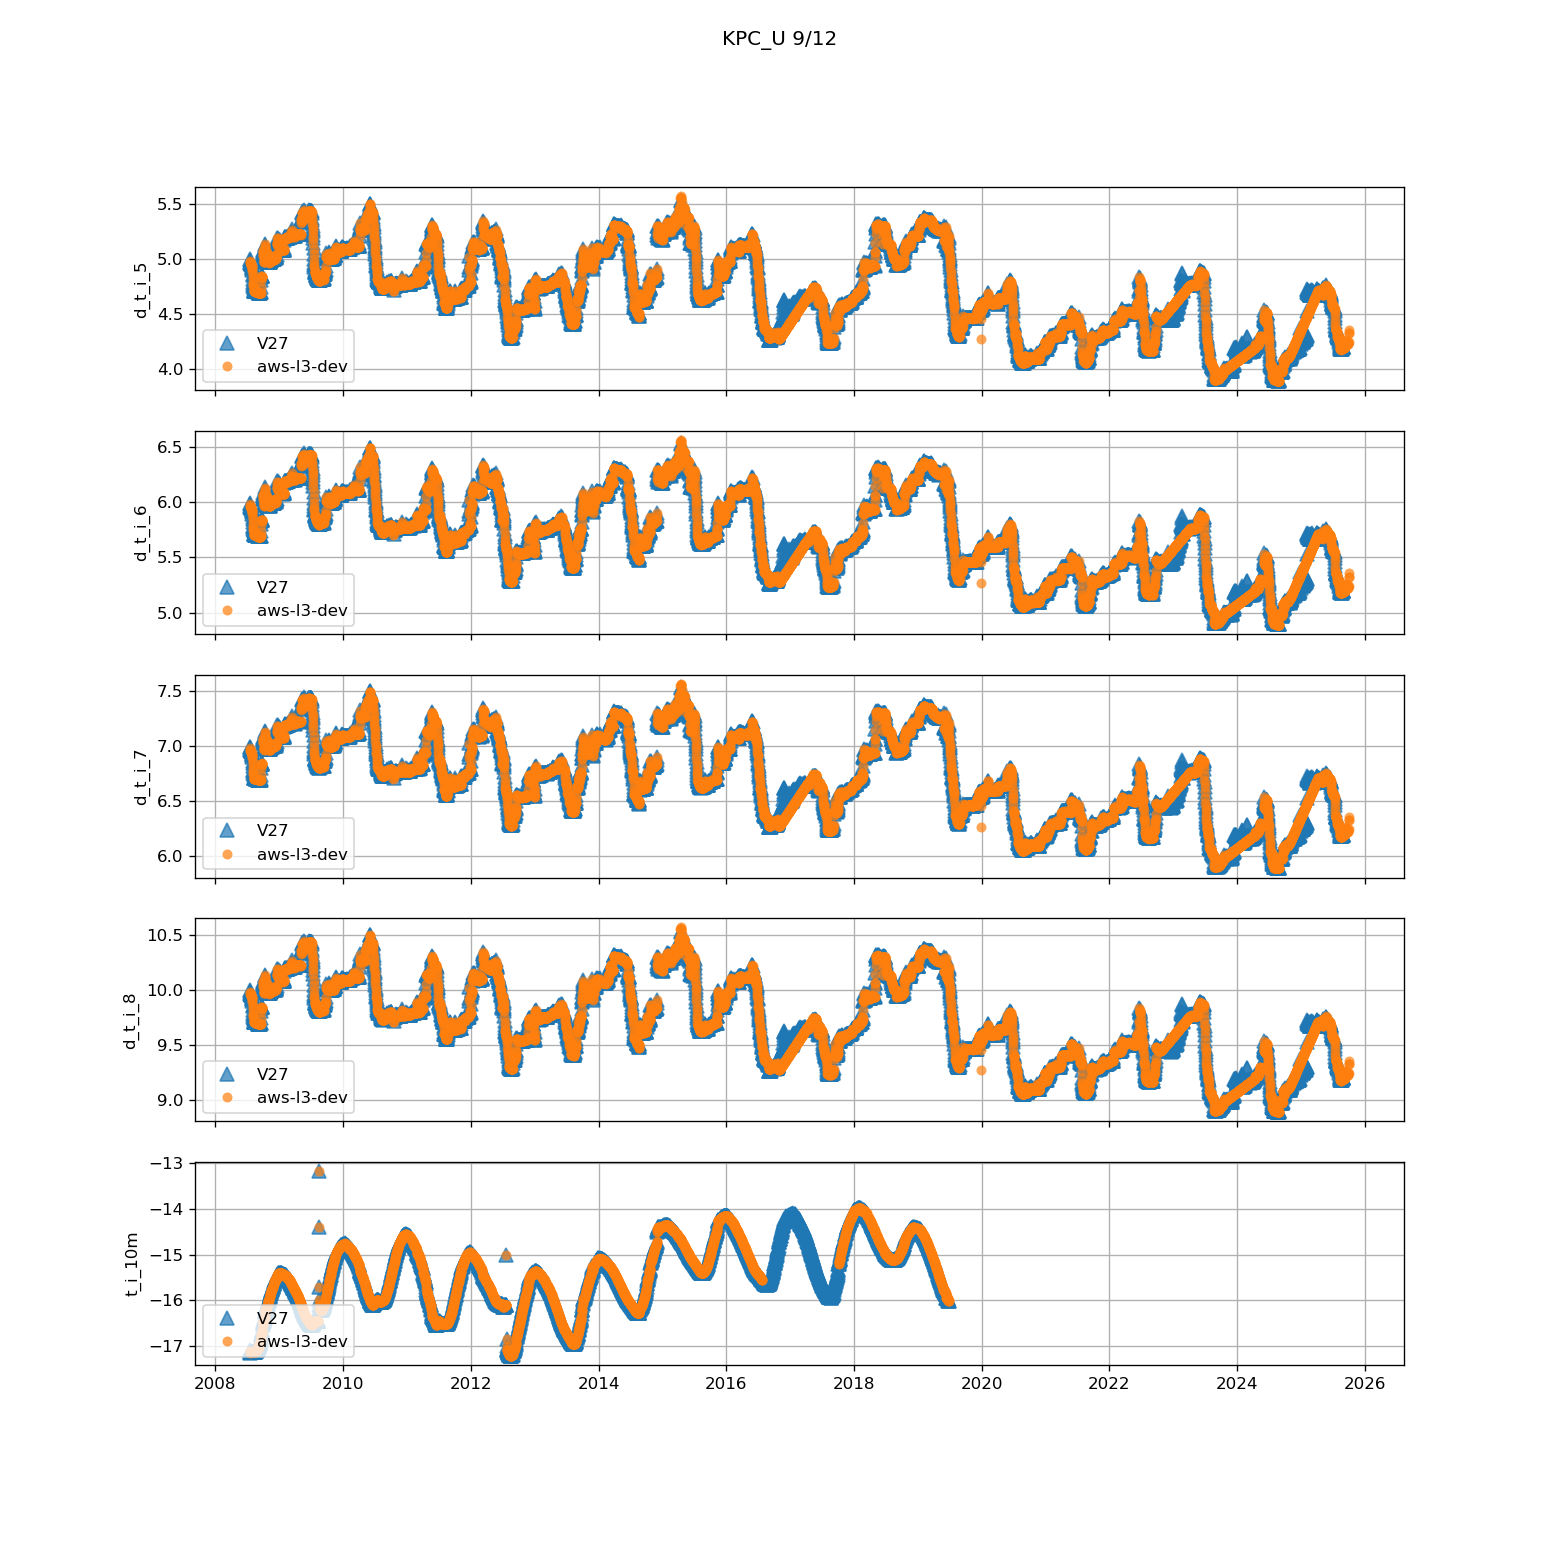 KPC_U 9/12
5.5
5.0
4.5
4.0
d_t_i_5
V27
aws-l3-dev
6.5
6.0
5.5
5.0
d_t_i_6
V27
aws-l3-dev
7.5
7.0
6.5
6.0
d_t_i_7
V27
aws-l3-dev
10.5
10.0
9.5
9.0
d_t_i_8
V27
aws-l3-dev
−13
−14
−15
−16
−17
t_i_10m
V27
aws-l3-dev
2008 2010 2012 2014 2016 2018 2020 2022 2024 2026